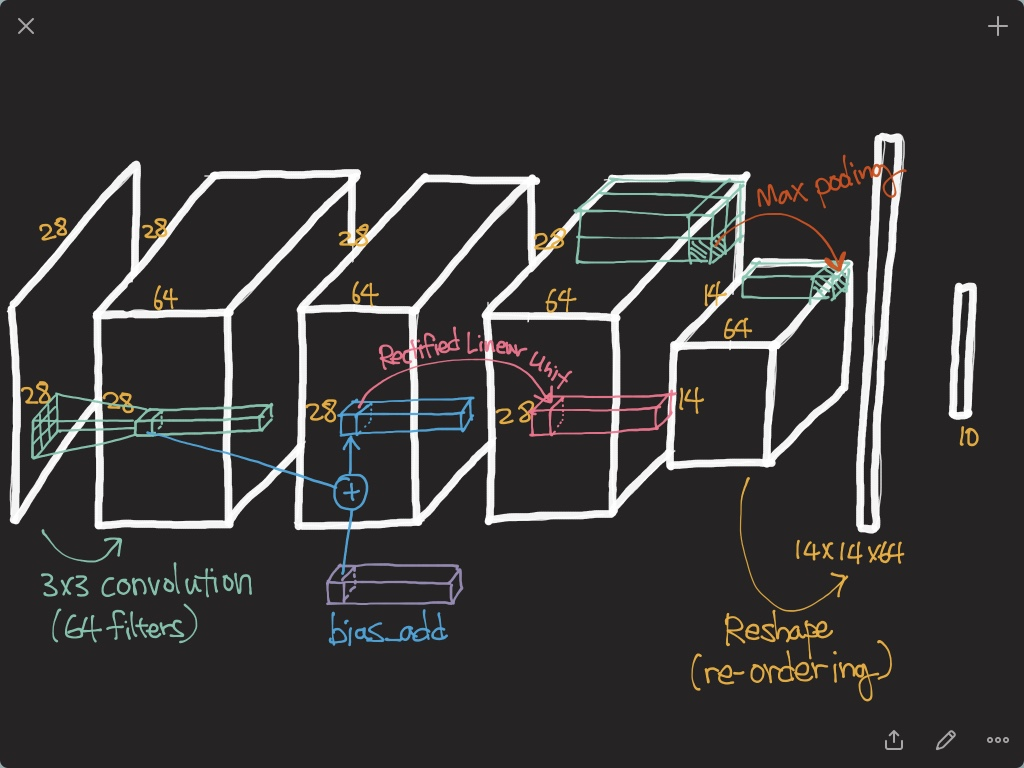 28
28
28
28
64
64
64
14
64
Max pooling
Rectified Linear Unit
28
28
28
28
14
10
14x14x64
3x3 convolution
(64 filters)
bias_add
Reshape
(re-ordering)